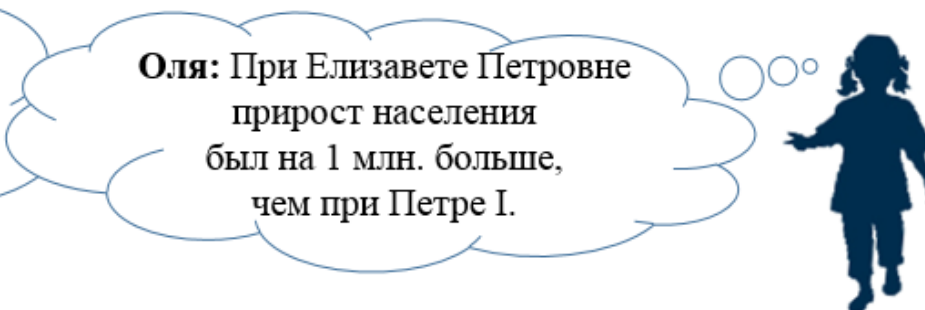 Оля: При Елизавете Петровне
прирост населения
был на 1 млн. больше,
чем при Петре I.